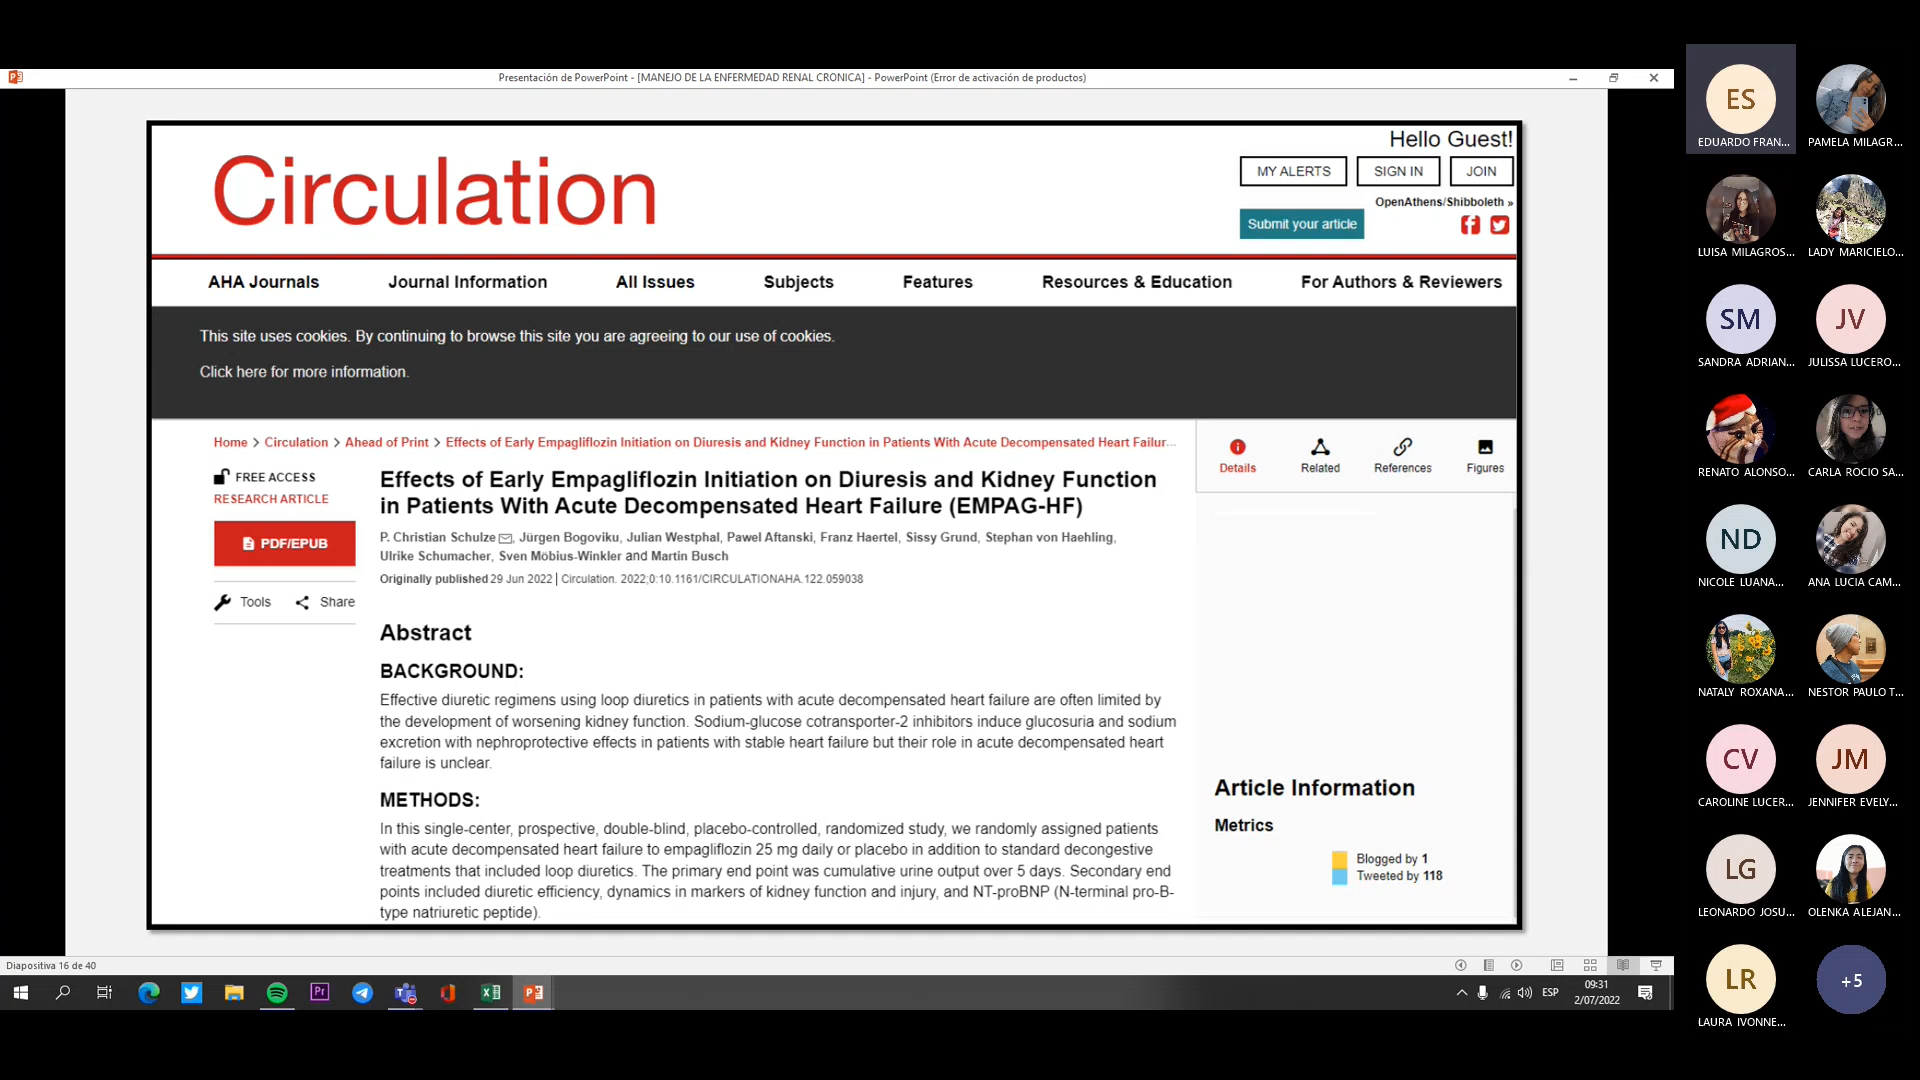 Presentación de PowerPoint - [MANEJO DE LA ENFERMEDAD RENAL CRONICA] - PowerPoint (Error de activación de productos)
Circulation
Hello Guest!
MY ALERTS
SIGN IN
JOIN
OpenAthens/Shibboleth »
Submit your article
AHA Journals
Journal Information
All Issues
Subjects
Features
Resources & Education
For Authors & Reviewers
This site uses cookies. By continuing to browse this site you are agreeing to our use of cookies.
Click here for more information.
Home > Circulation > Ahead of Print > Effects of Early Empagliflozin Initiation on Diuresis and Kidney Function in Patients With Acute Decompensated Heart Failur...
FREE ACCESS
RESEARCH ARTICLE
PDF/EPUB
Tools
Share
Effects of Early Empagliflozin Initiation on Diuresis and Kidney Function
in Patients With Acute Decompensated Heart Failure (EMPAG-HF)
P. Christian Schulze, Jürgen Bogoviku, Julian Westphal, Pawel Aftanski, Franz Haertel, Sissy Grund, Stephan von Haehling,
Ulrike Schumacher, Sven Möbius-Winkler and Martin Busch
Originally published 29 Jun 2022 | Circulation. 2022;0:10.1161/CIRCULATIONAHA.122.059038
Abstract
BACKGROUND:
Effective diuretic regimens using loop diuretics in patients with acute decompensated heart failure are often limited by
the development of worsening kidney function. Sodium-glucose cotransporter-2 inhibitors induce glucosuria and sodium
excretion with nephroprotective effects in patients with stable heart failure but their role in acute decompensated heart
failure is unclear.
METHODS:
In this single-center, prospective, double-blind, placebo-controlled, randomized study, we randomly assigned patients
with acute decompensated heart failure to empagliflozin 25 mg daily or placebo in addition to standard decongestive
treatments that included loop diuretics. The primary end point was cumulative urine output over 5 days. Secondary end
points included diuretic efficiency, dynamics in markers of kidney function and injury, and NT-proBNP (N-terminal pro-B-
type natriuretic peptide).
Details
Related
References
Figures
Article Information
Metrics
Blogged by 1
Tweeted by 118
Diapositiva 16 de 40
ESP
09:31
2/07/2022
ES
EDUARDO FRAN...
PAMELA MILAGR...
LUISA MILAGROS...
LADY MARICIELO...
SM
SANDRA ADRIAN...
JV
JULISSA LUCERO...
RENATO ALONSO...
CARLA ROCIO SA...
ND
NICOLE LUANA...
ANA LUCIA CAM...
NATALY ROXANA...
NESTOR PAULO T...
CV
CAROLINE LUCER...
JM
JENNIFER EVELY...
LG
LEONARDO JOSU...
OLENKA ALEJAN...
LR
LAURA IVONNE...
+5